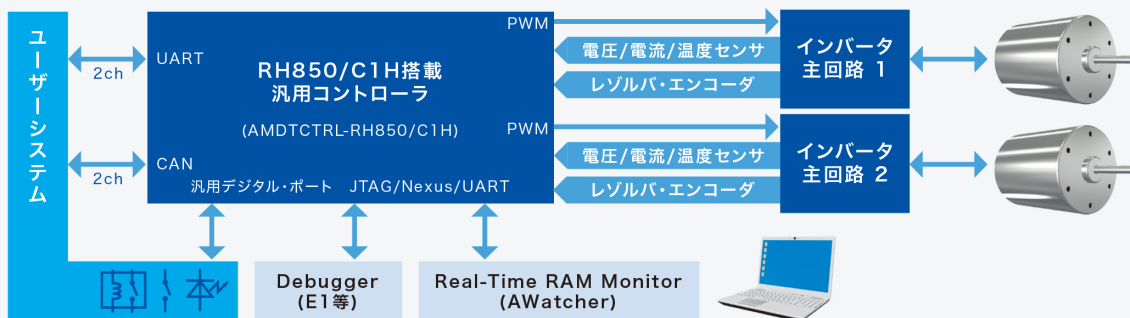 ユーザーシステム
2ch
2ch
UART
CAN
RH850/C1H搭載
汎用コントローラ
(AMDTCTRL-RH850/C1H)
汎用デジタル・ポート
JTAG/Nexus/UART
PWM
電圧/電流/温度センサ
レゾルバ・エンコーダ
インバータ
主回路 1
PWM
電圧/電流/温度センサ
レゾルバ・エンコーダ
インバータ
主回路 2
Debugger
(E1等)
Real-Time RAM Monitor
(AWatcher)